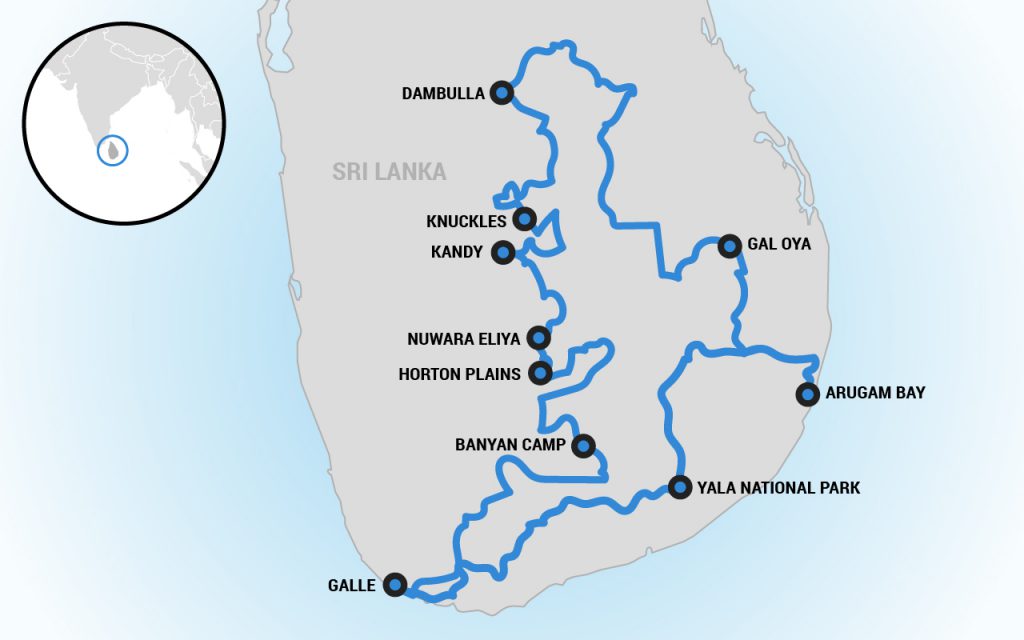 DAMBULLA
SRI LANKA
KNUCKLES
KANDY
GAL OYA
NUWARA ELIYA
HORTON PLAINS
ARUGAM BAY
BANYAN CAMP
YALA NATIONAL PARK
GALLE